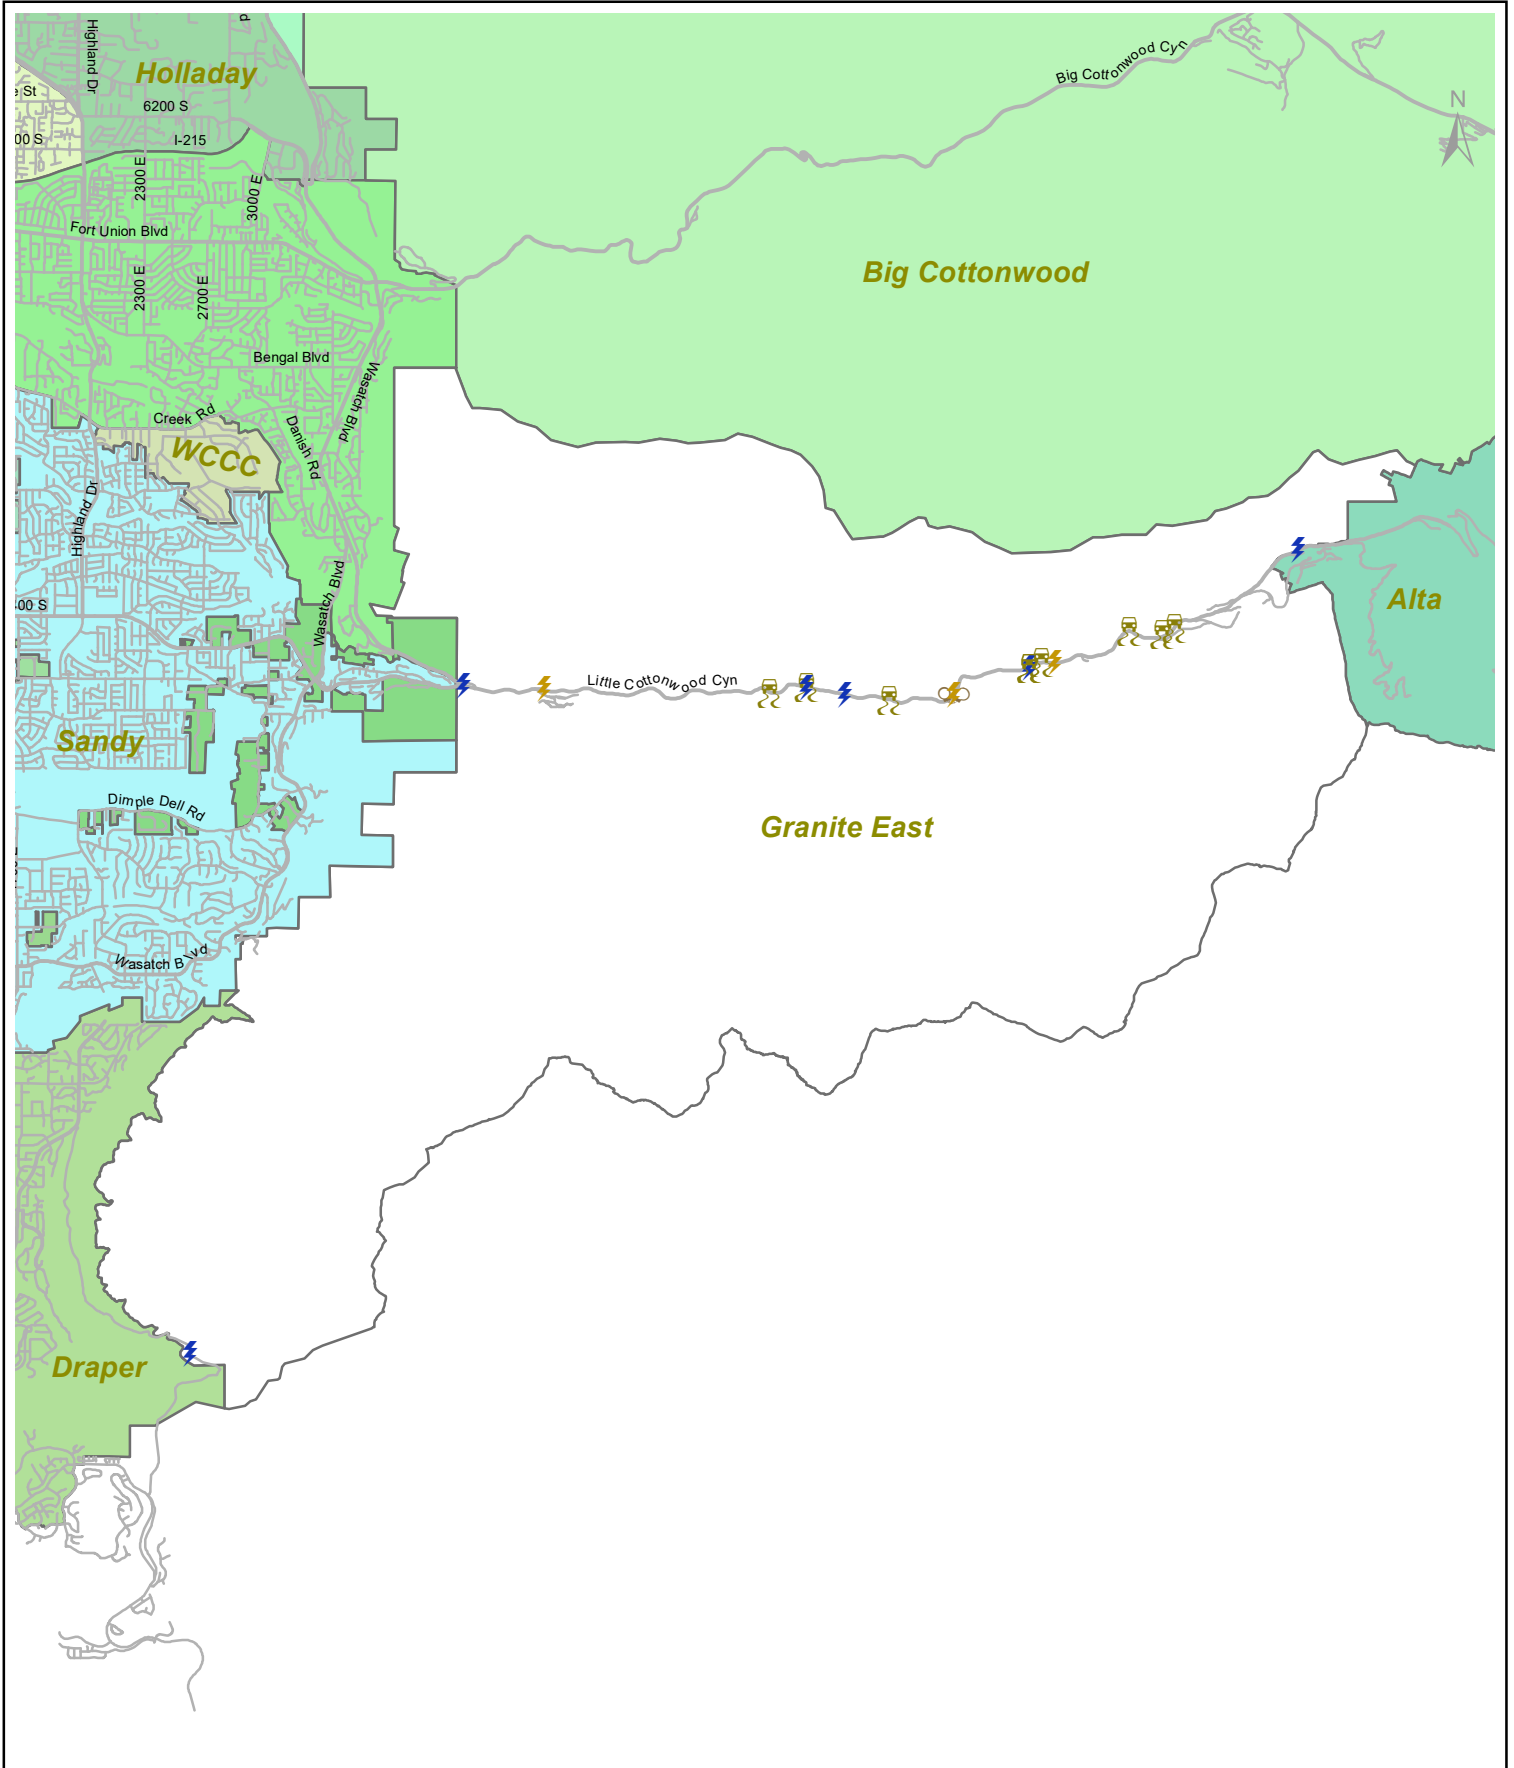 Highland Dr
Holladay
e St
6200 S
00 S
I-215
2300 E
3000 E
Fort Union Blvd
2300 E
2700 E
Bengal Blvd
Wasatch Blvd
Creek Rd
Danish Rd
WCCC
Highland Dr
Wasatch Blvd
Big Cottonwood Cyn
N
Big Cottonwood
Alta
Little Cottonwood Cyn
Sandy
Dimple Dell Rd
Granite East
Wasatch Blvd
Draper